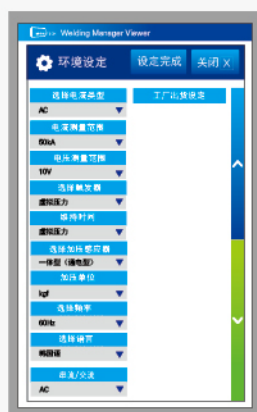 Welding Manager Viewer
环境设定
设定完成
关闭 X
选择电流类型
AC
电流测量范围
60kA
电压测量范围
10V
选择触发器
虚拟压力
维持时间
虚拟压力
选择加压感应器
一体型（通电型）
加压单位
kgf
选择频率
60Hz
选择语言
韩国语
串流/交流
AC
工厂出货设定